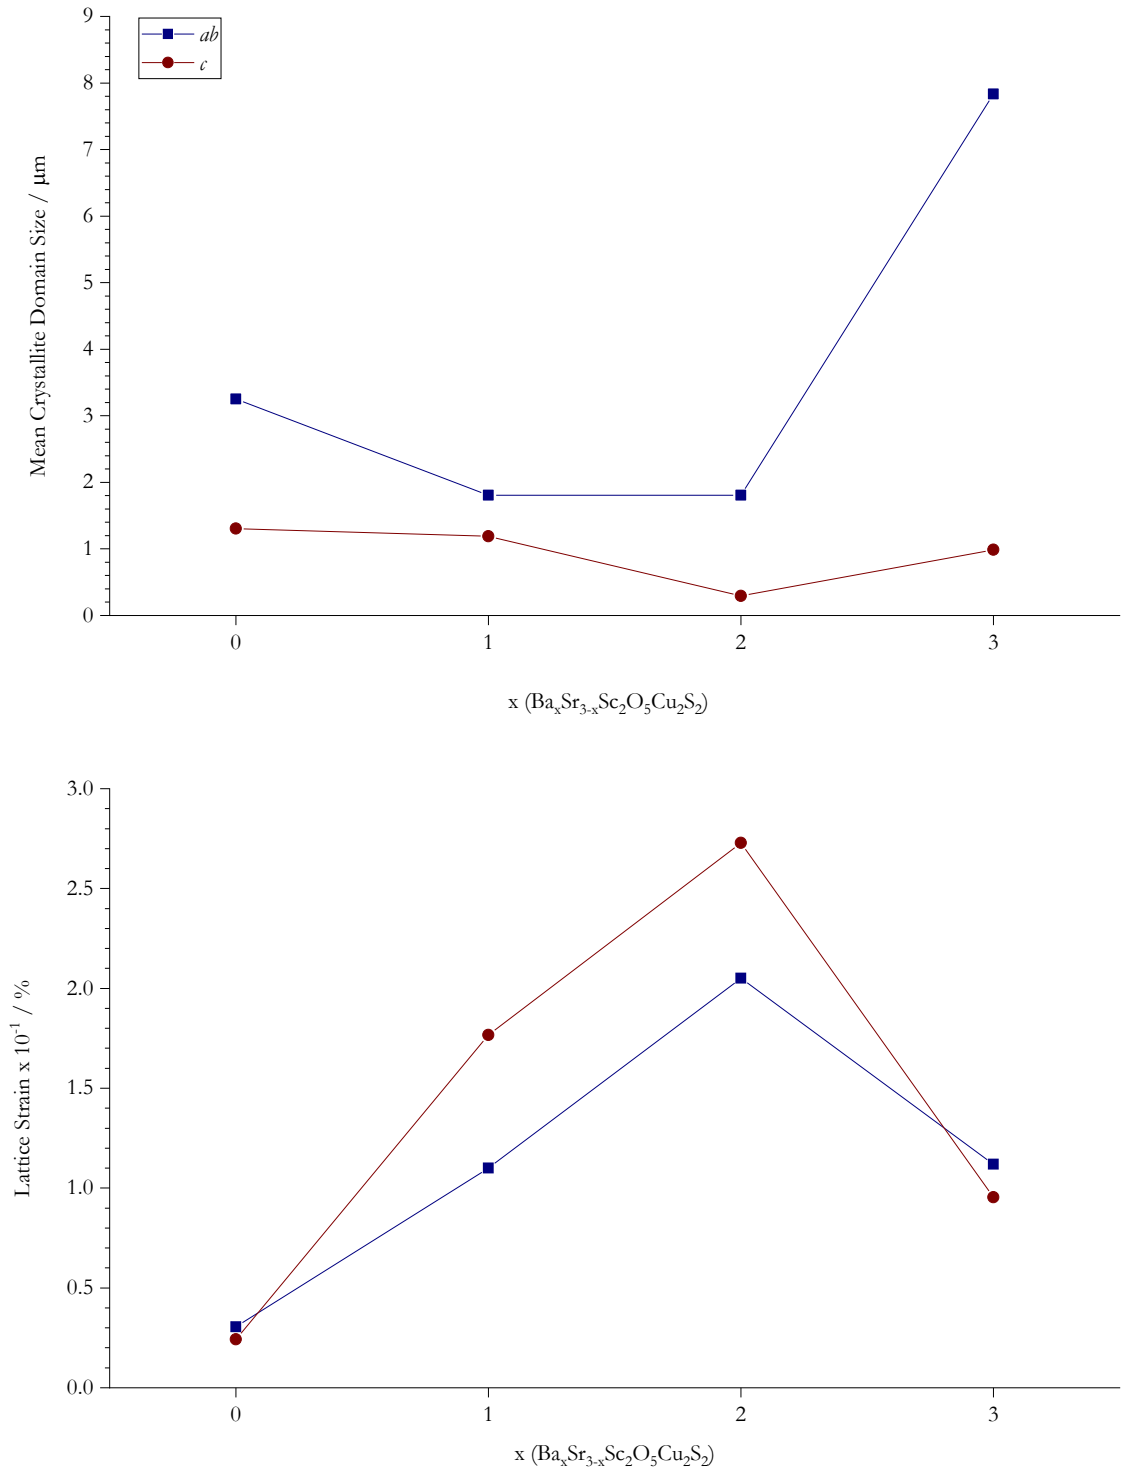 9
8
7
6
5
4
3
2
1
0
ab
c
Mean Crystallite Domain Size / μm
0 1 2 3
x (BaₓSr₃₋ₓSc₂O₅Cu₂S₂)
3.0
2.5
2.0
1.5
1.0
0.5
0.0
Lattice Strain x 10⁻¹ / %
0 1 2 3
x (BaₓSr₃₋ₓSc₂O₅Cu₂S₂)